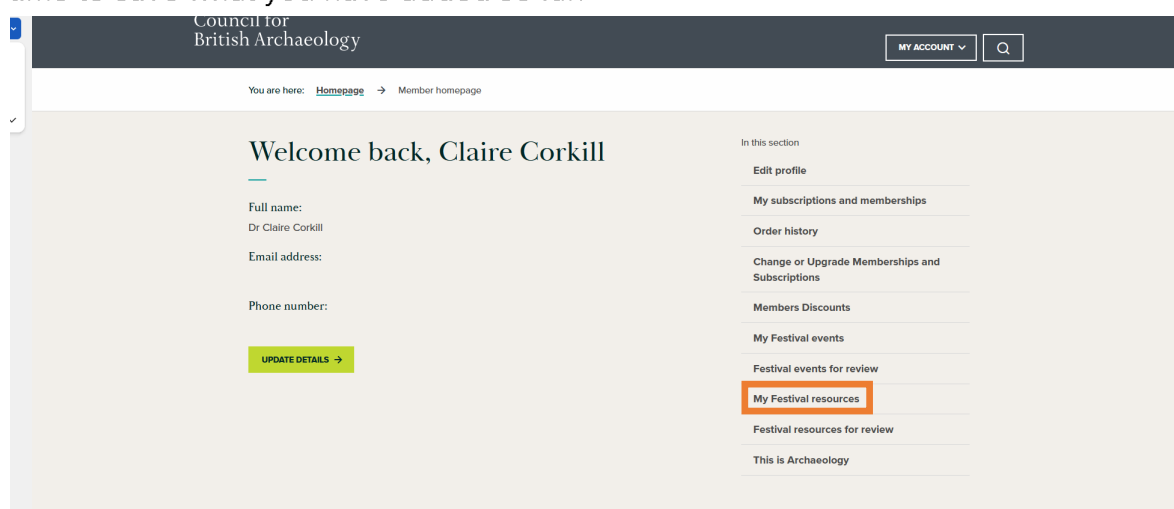 Council for
British Archaeology
MY ACCOUNT
You are here: Homepage → Member homepage
Welcome back, Claire Corkill
Full name:
Dr Claire Corkill
Email address:
Phone number:
UPDATE DETAILS →
In this section
Edit profile
My subscriptions and memberships
Order history
Change or Upgrade Memberships and
Subscriptions
Members Discounts
My Festival events
Festival events for review
My Festival resources
Festival resources for review
This is Archaeology